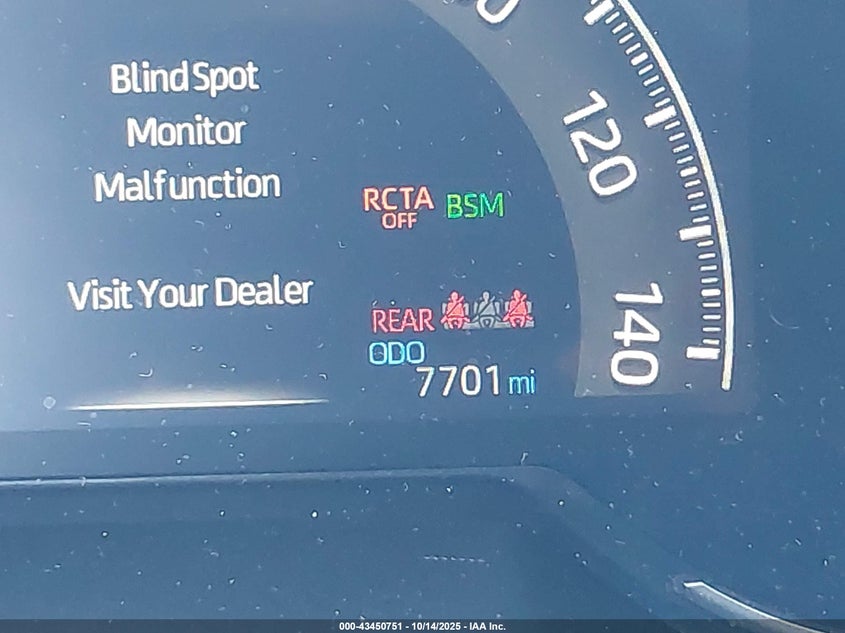 Blind Spot
Monitor
Malfunction
Visit Your Dealer
RCTA
OFF
BSM
REAR
ODO
7701 mi
120
140
000-43450751 - 10/14/2025 - IAA Inc.